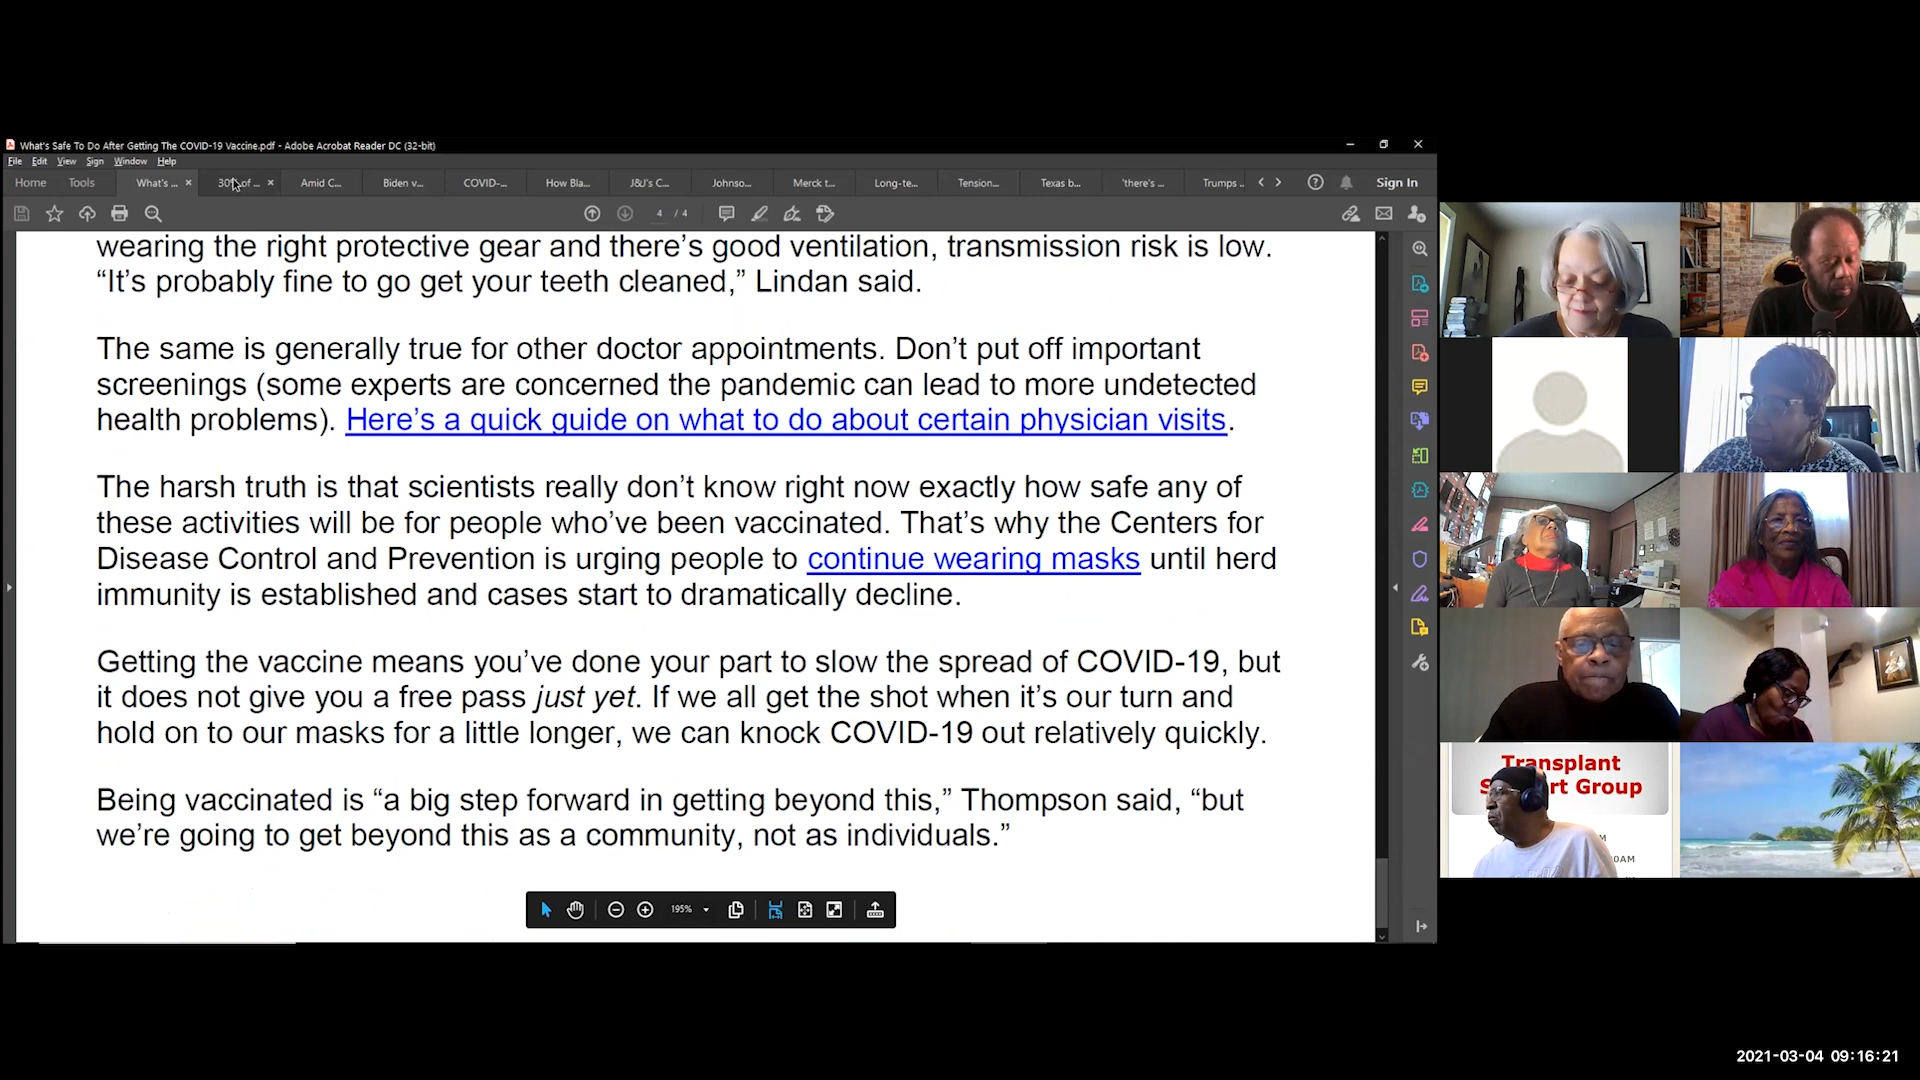 What's Safe To Do After Getting The COVID-19 Vaccine.pdf - Adobe Acrobat Reader DC (32-bit)
File Edit View Sign Window Help
Home Tools What's ... × 30% of ... × Amid C... Biden v... COVID-... How Bla... J&J's C... Johnso... Merck t... Long-te... Tension... Texas b... 'there's ... Trumps .. Sign In
4 / 4
wearing the right protective gear and there’s good ventilation, transmission risk is low.
“It’s probably fine to go get your teeth cleaned,” Lindan said.
The same is generally true for other doctor appointments. Don’t put off important
screenings (some experts are concerned the pandemic can lead to more undetected
health problems). Here’s a quick guide on what to do about certain physician visits.
The harsh truth is that scientists really don’t know right now exactly how safe any of
these activities will be for people who’ve been vaccinated. That’s why the Centers for
Disease Control and Prevention is urging people to continue wearing masks until herd
immunity is established and cases start to dramatically decline.
Getting the vaccine means you’ve done your part to slow the spread of COVID-19, but
it does not give you a free pass just yet. If we all get the shot when it’s our turn and
hold on to our masks for a little longer, we can knock COVID-19 out relatively quickly.
Being vaccinated is “a big step forward in getting beyond this,” Thompson said, “but
we’re going to get beyond this as a community, not as individuals.”
195%
Transplant
S rt Group
M
0AM
2021-03-04 09:16:21